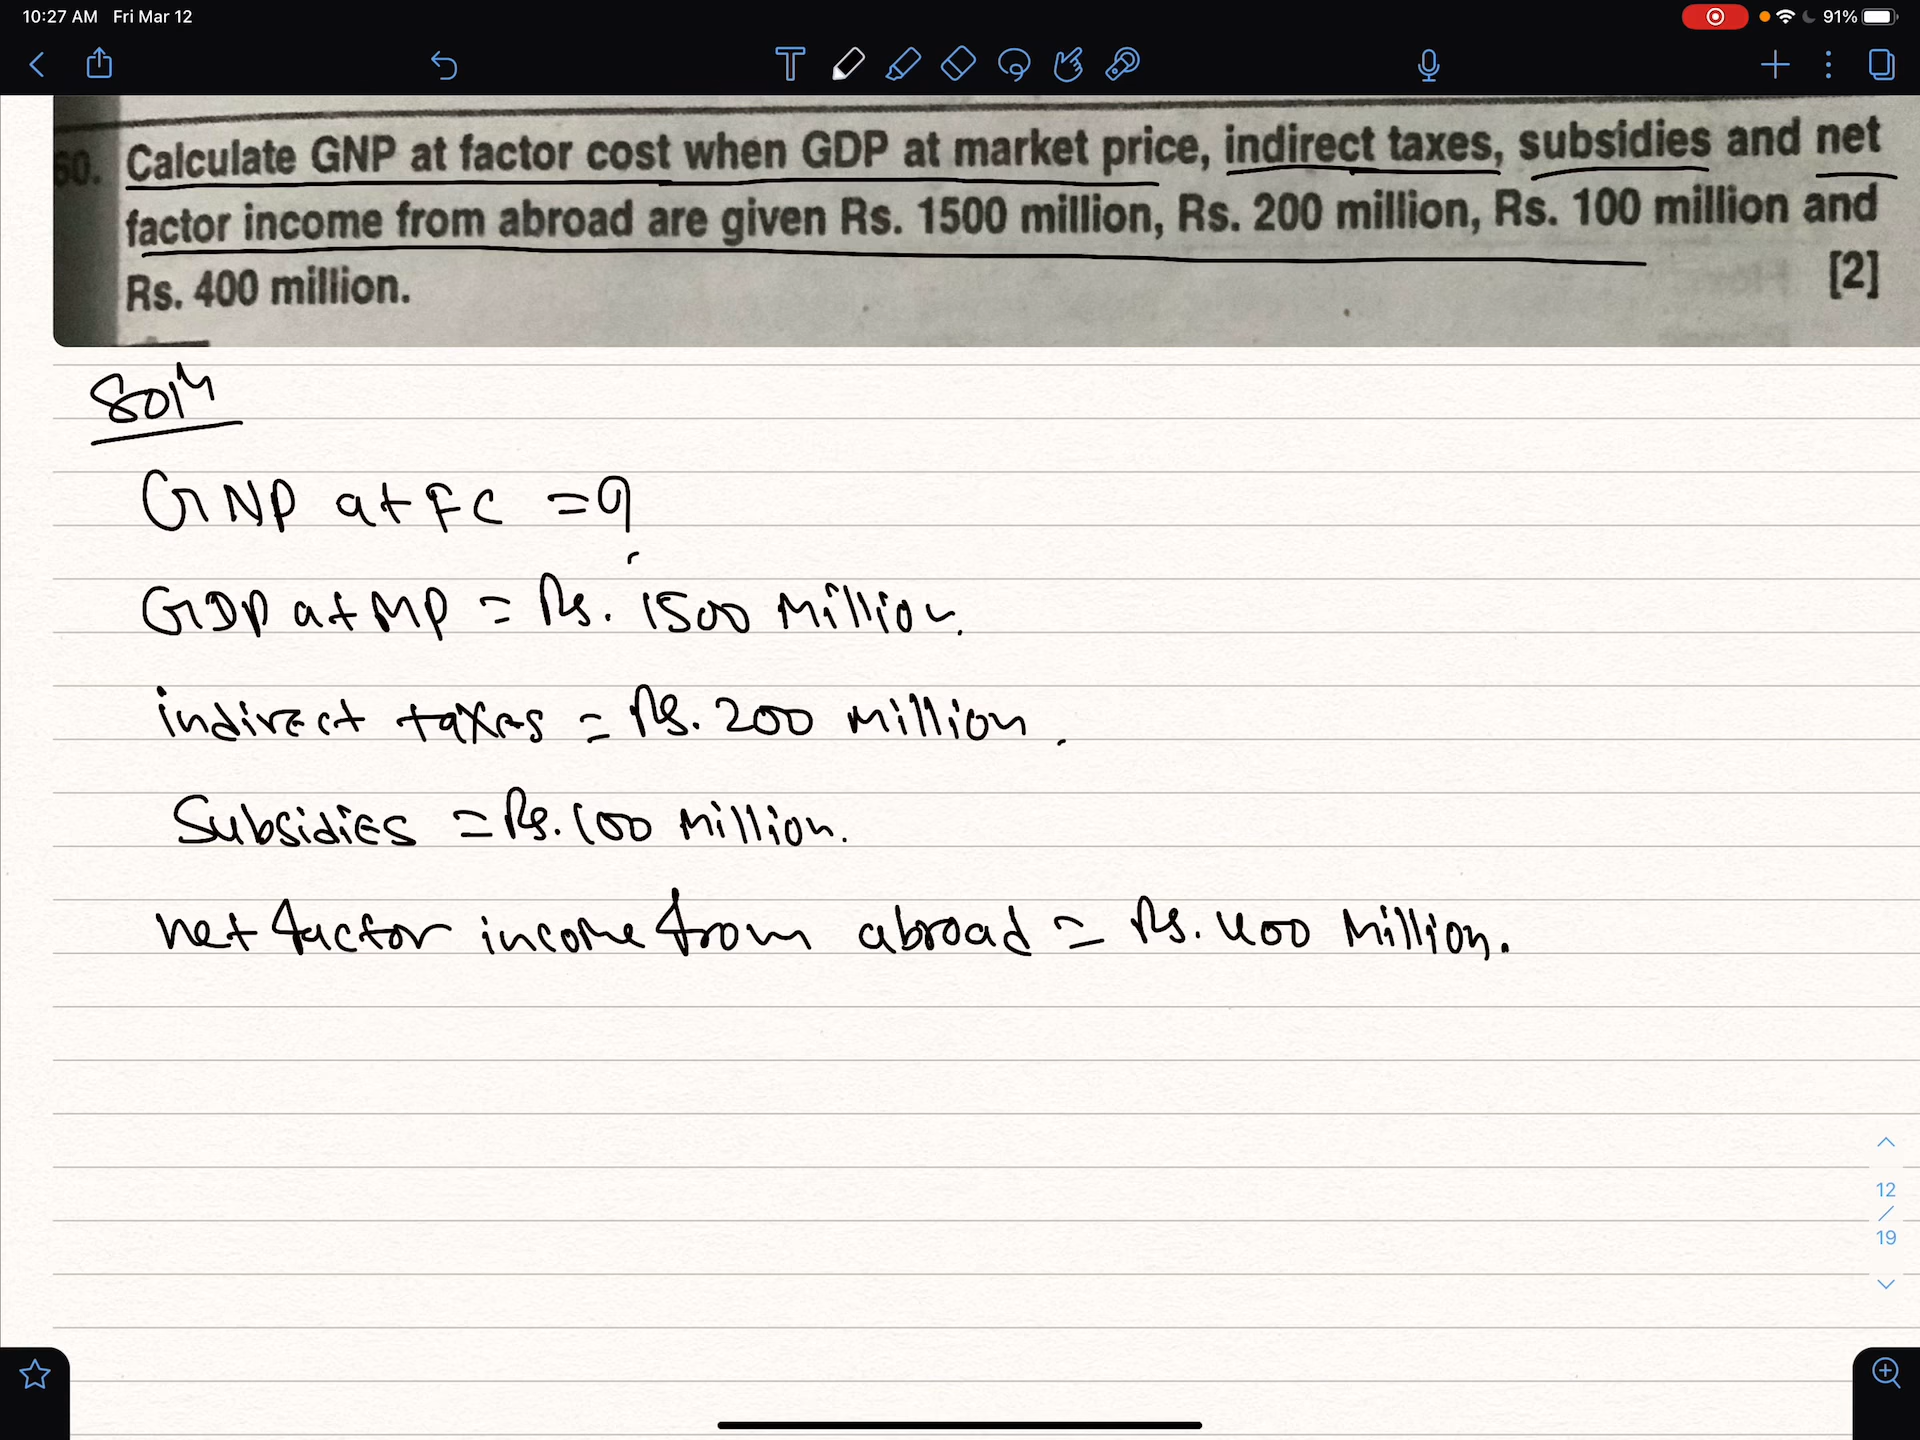 10:27 AM Fri Mar 12
91%
60. Calculate GNP at factor cost when GDP at market price, indirect taxes, subsidies and net
factor income from abroad are given Rs. 1500 million, Rs. 200 million, Rs. 100 million and
Rs. 400 million. [2]
Soln
GNP at FC = ?
GDP at MP = Rs. 1500 Million.
indirect taxes = Rs. 200 Million.
Subsidies = Rs. 100 Million.
net factor income from abroad = Rs. 400 Million.
12
/
19